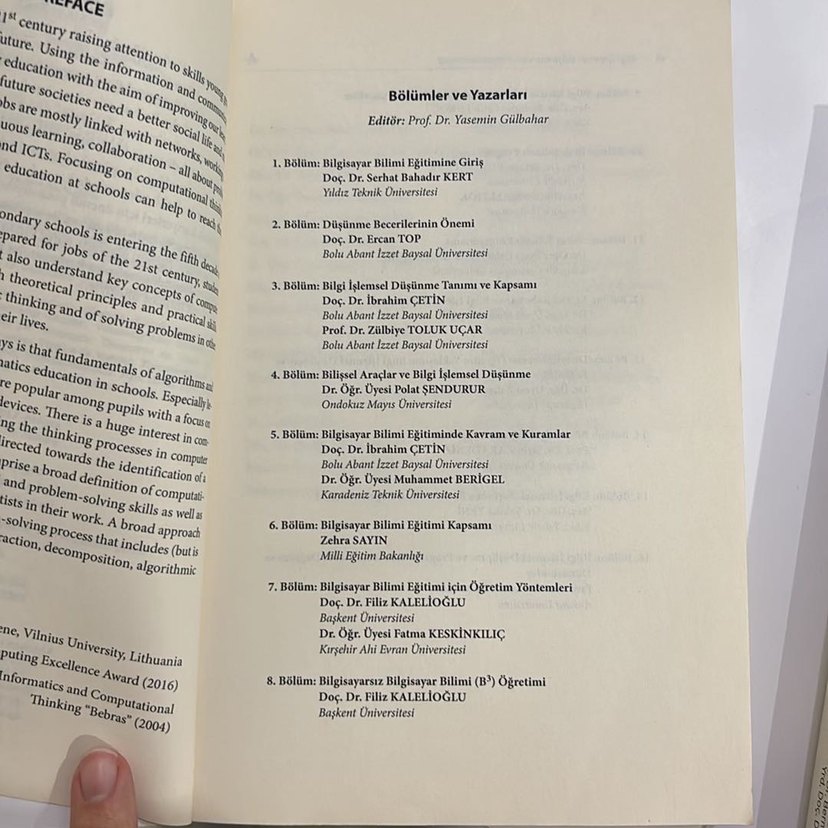 PREFACE
century raising attention to skills
future. Using the information and
education with the aim of improving our
future societies need a better social life and
are mostly linked with networks, working
learning, collaboration – all about
ICTs. Focusing on computational
education at schools can help to reach
schools is entering the fifth
for jobs of the 21st century,
also understand key concepts of
theoretical principles and practical
thinking and of solving problems in
lives.
is that fundamentals of algorithms and
education in schools. Especially
popular among pupils with a focus on
devices. There is a huge interest in
the thinking processes in computer
directed towards the identification of a
a broad definition of
and problem-solving skills as well as
in their work. A broad approach
-solving process that includes (but is
decomposition, algorithmic
Vilnius University, Lithuania
Excellence Award (2016)
Informatics and Computational
Thinking “Bebras” (2004)
Bölümler ve Yazarları
Editör: Prof. Dr. Yasemin Gülbahar
1. Bölüm: Bilgisayar Bilimi Eğitimine Giriş
Doç. Dr. Serhat Bahadır KERT
Yıldız Teknik Üniversitesi
2. Bölüm: Düşünme Becerilerinin Önemi
Doç. Dr. Ercan TOP
Bolu Abant İzzet Baysal Üniversitesi
3. Bölüm: Bilgi İşlemsel Düşünme Tanımı ve Kapsamı
Doç. Dr. İbrahim ÇETİN
Bolu Abant İzzet Baysal Üniversitesi
Prof. Dr. Zülbiye TOLUK UÇAR
Bolu Abant İzzet Baysal Üniversitesi
4. Bölüm: Bilişsel Araçlar ve Bilgi İşlemsel Düşünme
Dr. Öğr. Üyesi Polat ŞENDURUR
Ondokuz Mayıs Üniversitesi
5. Bölüm: Bilgisayar Bilimi Eğitiminde Kavram ve Kuramlar
Doç. Dr. İbrahim ÇETİN
Bolu Abant İzzet Baysal Üniversitesi
Dr. Öğr. Üyesi Muhammet BERİGEL
Karadeniz Teknik Üniversitesi
6. Bölüm: Bilgisayar Bilimi Eğitimi Kapsamı
Zehra SAYIN
Milli Eğitim Bakanlığı
7. Bölüm: Bilgisayar Bilimi Eğitimi için Öğretim Yöntemleri
Doç. Dr. Filiz KALELİOĞLU
Başkent Üniversitesi
Dr. Öğr. Üyesi Fatma KESKİNKILIÇ
Kırşehir Ahi Evran Üniversitesi
8. Bölüm: Bilgisayarsız Bilgisayar Bilimi (B³) Öğretimi
Doç. Dr. Filiz KALELİOĞLU
Başkent Üniversitesi